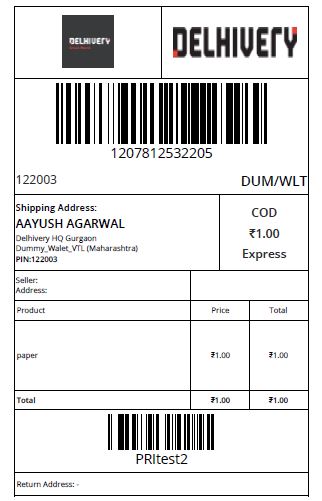 DELHIVERY
DELHIVERY
1207812532205
122003
DUM/WLT
Shipping Address:
AAYUSH AGARWAL
Delhivery HQ Gurgaon
Dummy_Walet_VTL (Maharashtra)
PIN:122003
COD
₹1.00
Express
Seller:
Address:
Product Price Total
paper ₹1.00 ₹1.00
Total ₹1.00 ₹1.00
PRItest2
Return Address: -